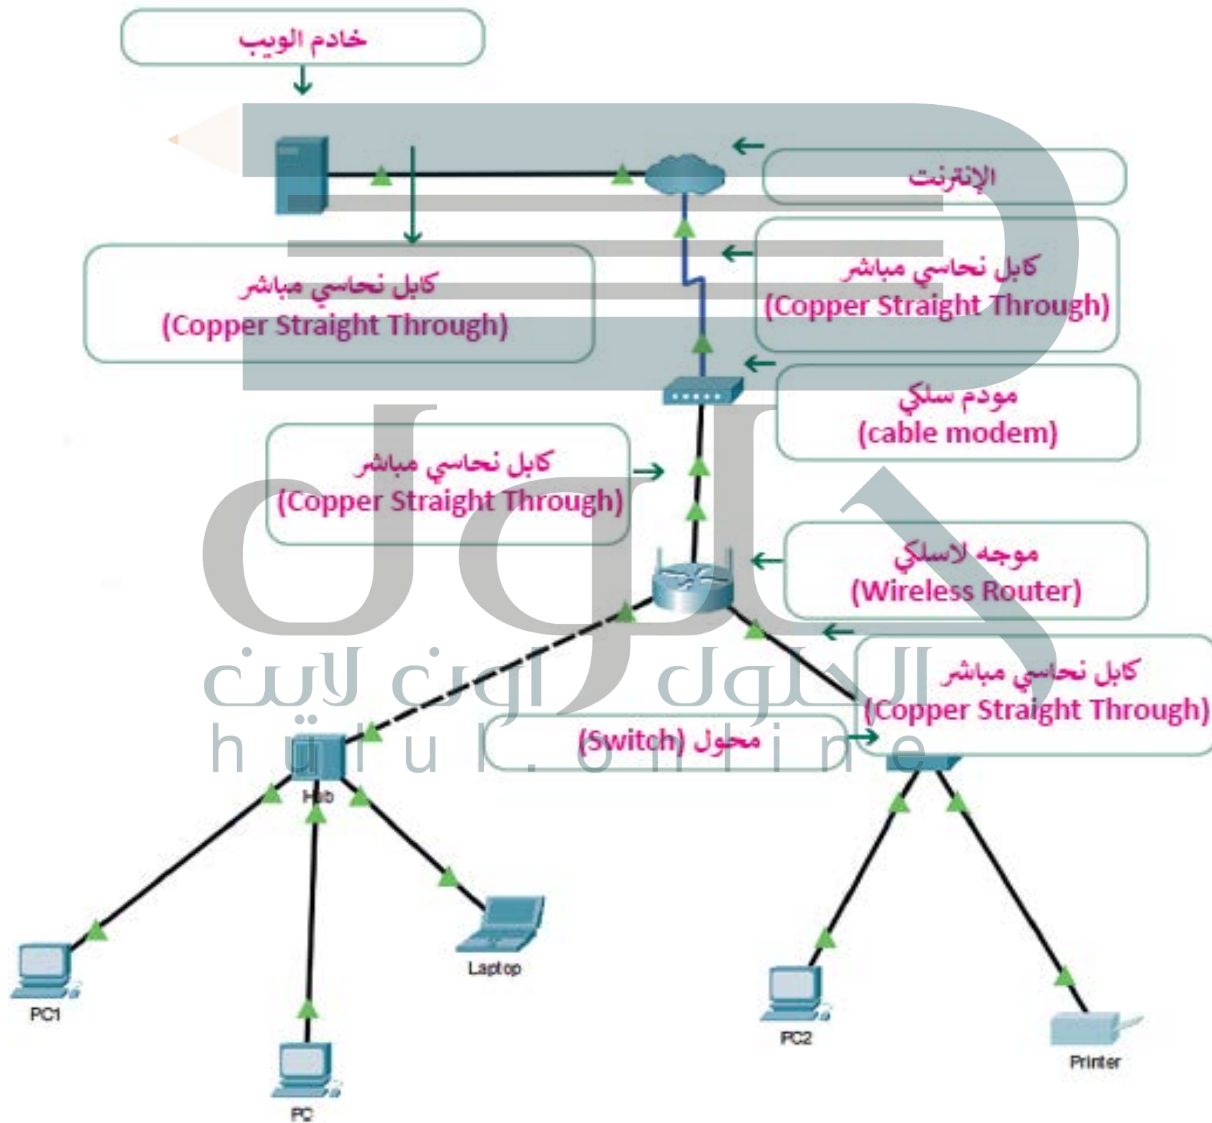 خادم الويب
الإنترنت
كابل نحاسي مباشر
(Copper Straight Through)
كابل نحاسي مباشر
(Copper Straight Through)
مودم سلكي
(cable modem)
كابل نحاسي مباشر
(Copper Straight Through)
موجه لاسلكي
(Wireless Router)
كابل نحاسي مباشر
(Copper Straight Through)
محول (Switch)
حلول
الحلول اون لاين
hulul.online
Hub
Laptop
PC1
PC2
Printer
PC